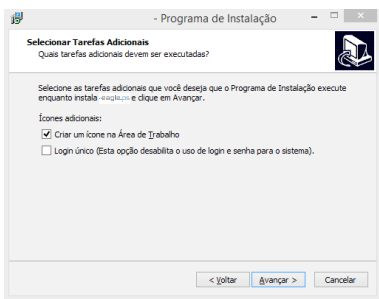 - Programa de Instalação
Selecionar Tarefas Adicionais
Quais tarefas adicionais devem ser executadas?
Selecione as tarefas adicionais que você deseja que o Programa de Instalação execute
enquanto instala e clique em Avançar.
Ícones adicionais:
Criar um ícone na Área de Trabalho
Login único (Esta opção desabilita o uso de login e senha para o sistema).
< Voltar
Avançar >
Cancelar